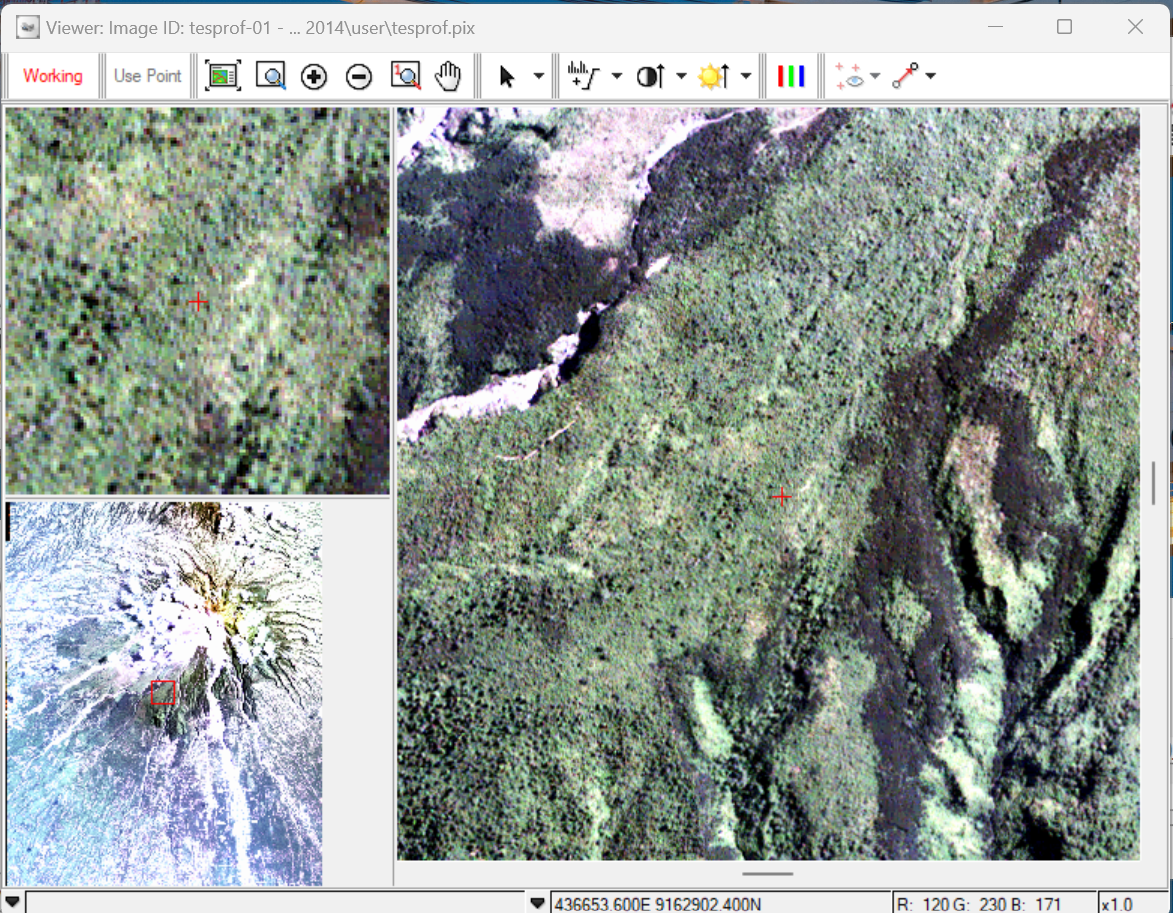 Viewer: Image ID: tesprof-01 - ... 2014\user\tesprof.pix
Working Use Point
436653.600E 9162902.400N R: 120 G: 230 B: 171 x1.0